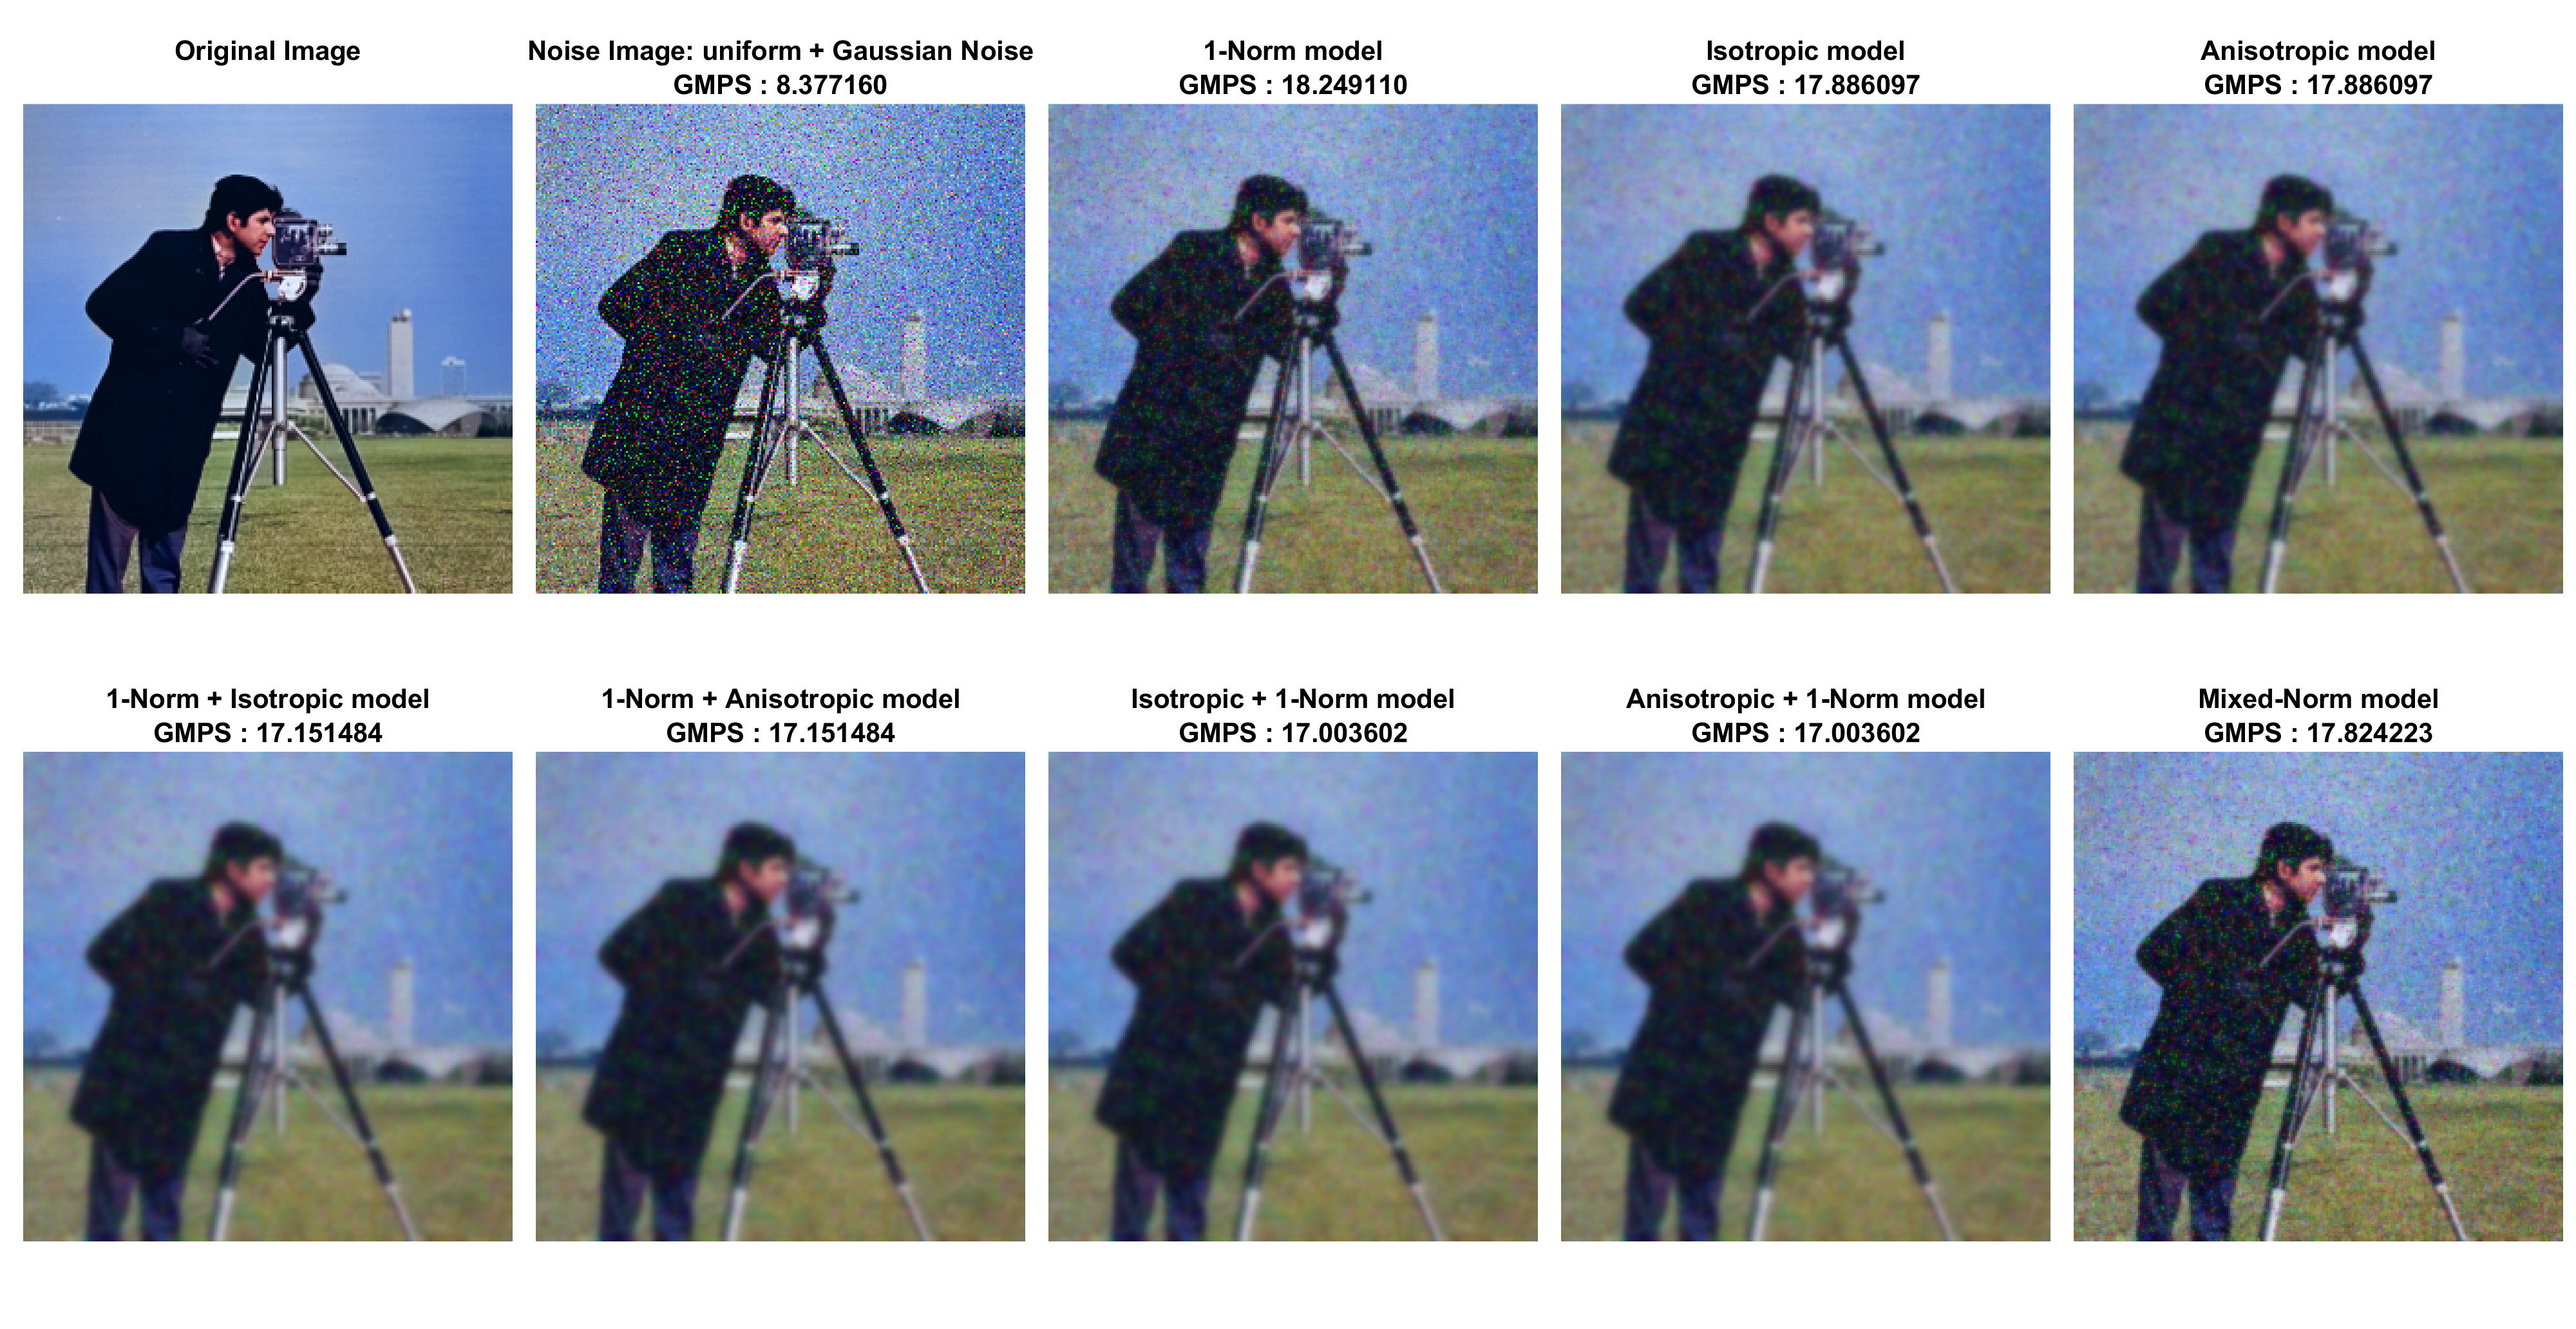 Original Image
Noise Image: uniform + Gaussian Noise
GMPS : 8.377160
1-Norm model
GMPS : 18.249110
Isotropic model
GMPS : 17.886097
Anisotropic model
GMPS : 17.886097
1-Norm + Isotropic model
GMPS : 17.151484
1-Norm + Anisotropic model
GMPS : 17.151484
Isotropic + 1-Norm model
GMPS : 17.003602
Anisotropic + 1-Norm model
GMPS : 17.003602
Mixed-Norm model
GMPS : 17.824223